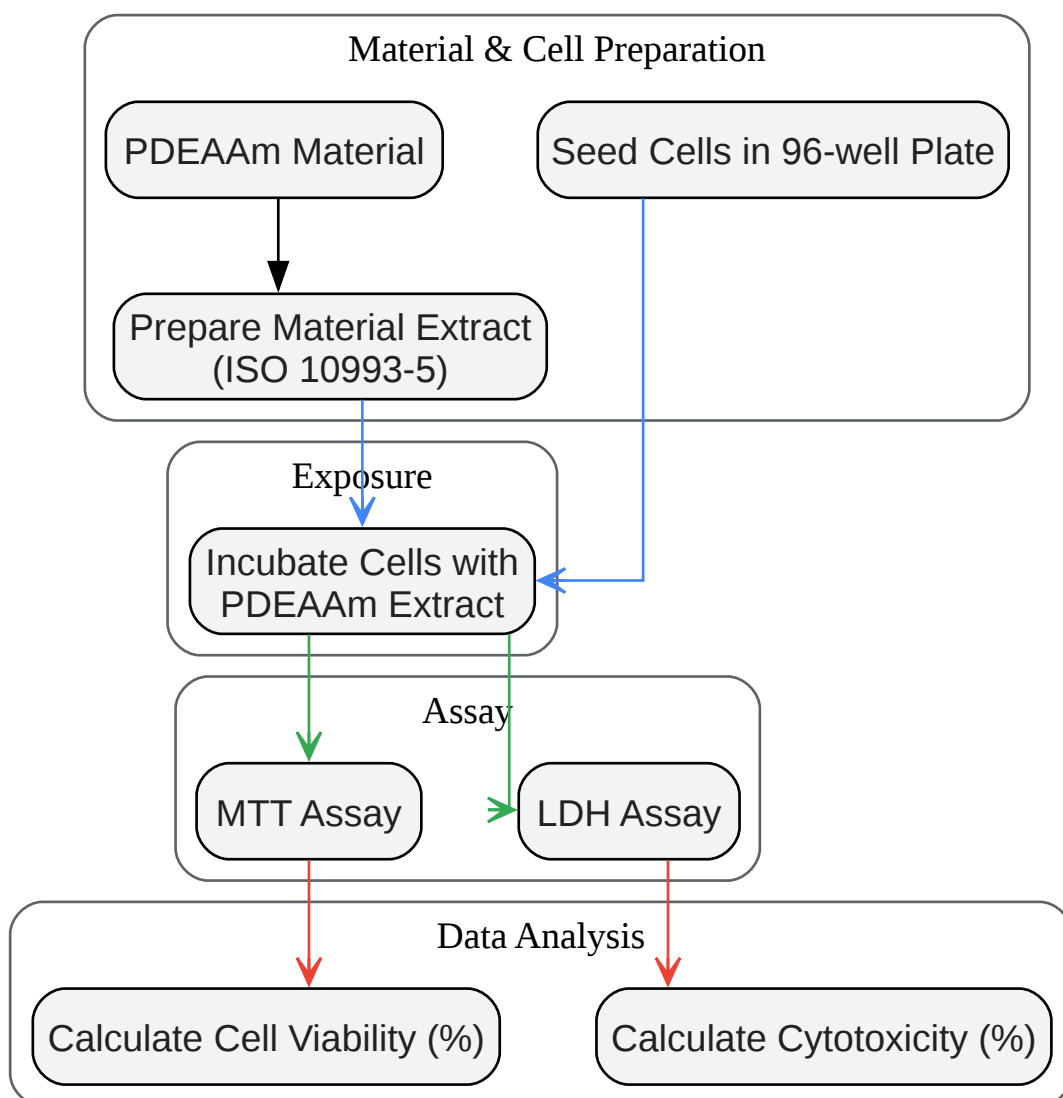 Material & Cell Preparation
PDEAAm Material
Seed Cells in 96-well Plate
Prepare Material Extract
(ISO 10993-5)
Exposure
Incubate Cells with
PDEAAm Extract
Assay
MTT Assay
LDH Assay
Data Analysis
Calculate Cell Viability (%)
Calculate Cytotoxicity (%)